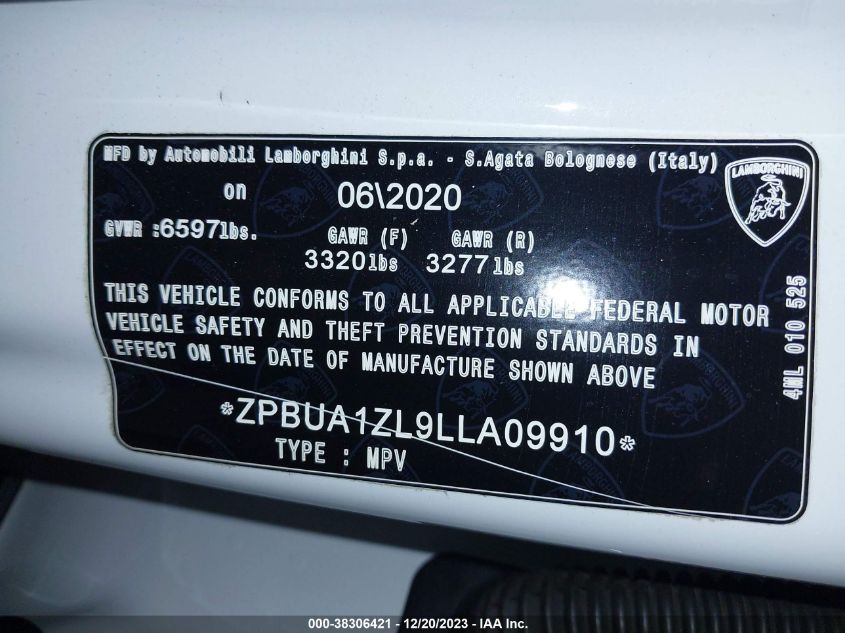 MFD by Automobili Lamborghini S.p.a. - S.Agata Bolognese (Italy)
on 06\2020
LAMBORGHINI
GVWR :6597lbs. GAWR (F) GAWR (R)
3320lbs 3277lbs
THIS VEHICLE CONFORMS TO ALL APPLICABLE FEDERAL MOTOR
VEHICLE SAFETY AND THEFT PREVENTION STANDARDS IN
EFFECT ON THE DATE OF MANUFACTURE SHOWN ABOVE
4ML 010 525
*ZPBUA1ZL9LLA09910*
TYPE : MPV
000-38306421 - 12/20/2023 - IAA Inc.